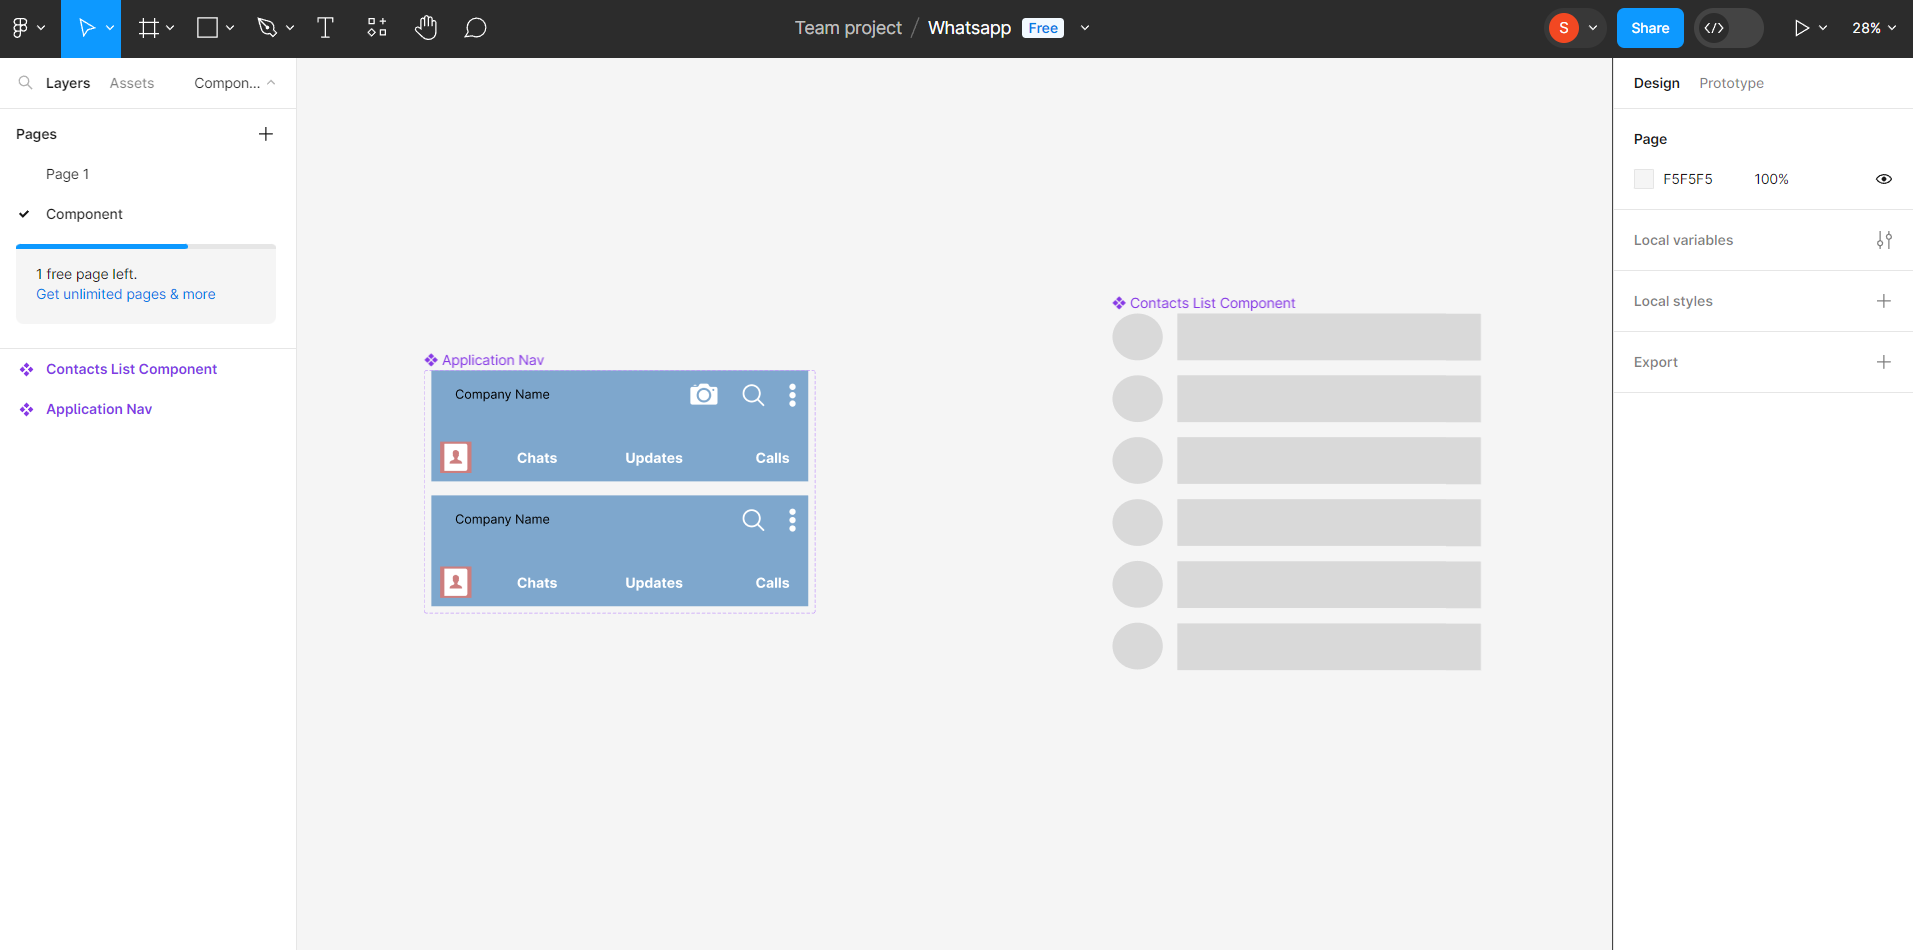 Team project / Whatsapp Free
S
Share
28%
Layers Assets Compon...
Pages
Page 1
Component
1 free page left.
Get unlimited pages & more
Contacts List Component
Application Nav
Application Nav
Company Name
Chats Updates Calls
Company Name
Chats Updates Calls
Contacts List Component
Design Prototype
Page
F5F5F5 100%
Local variables
Local styles
Export